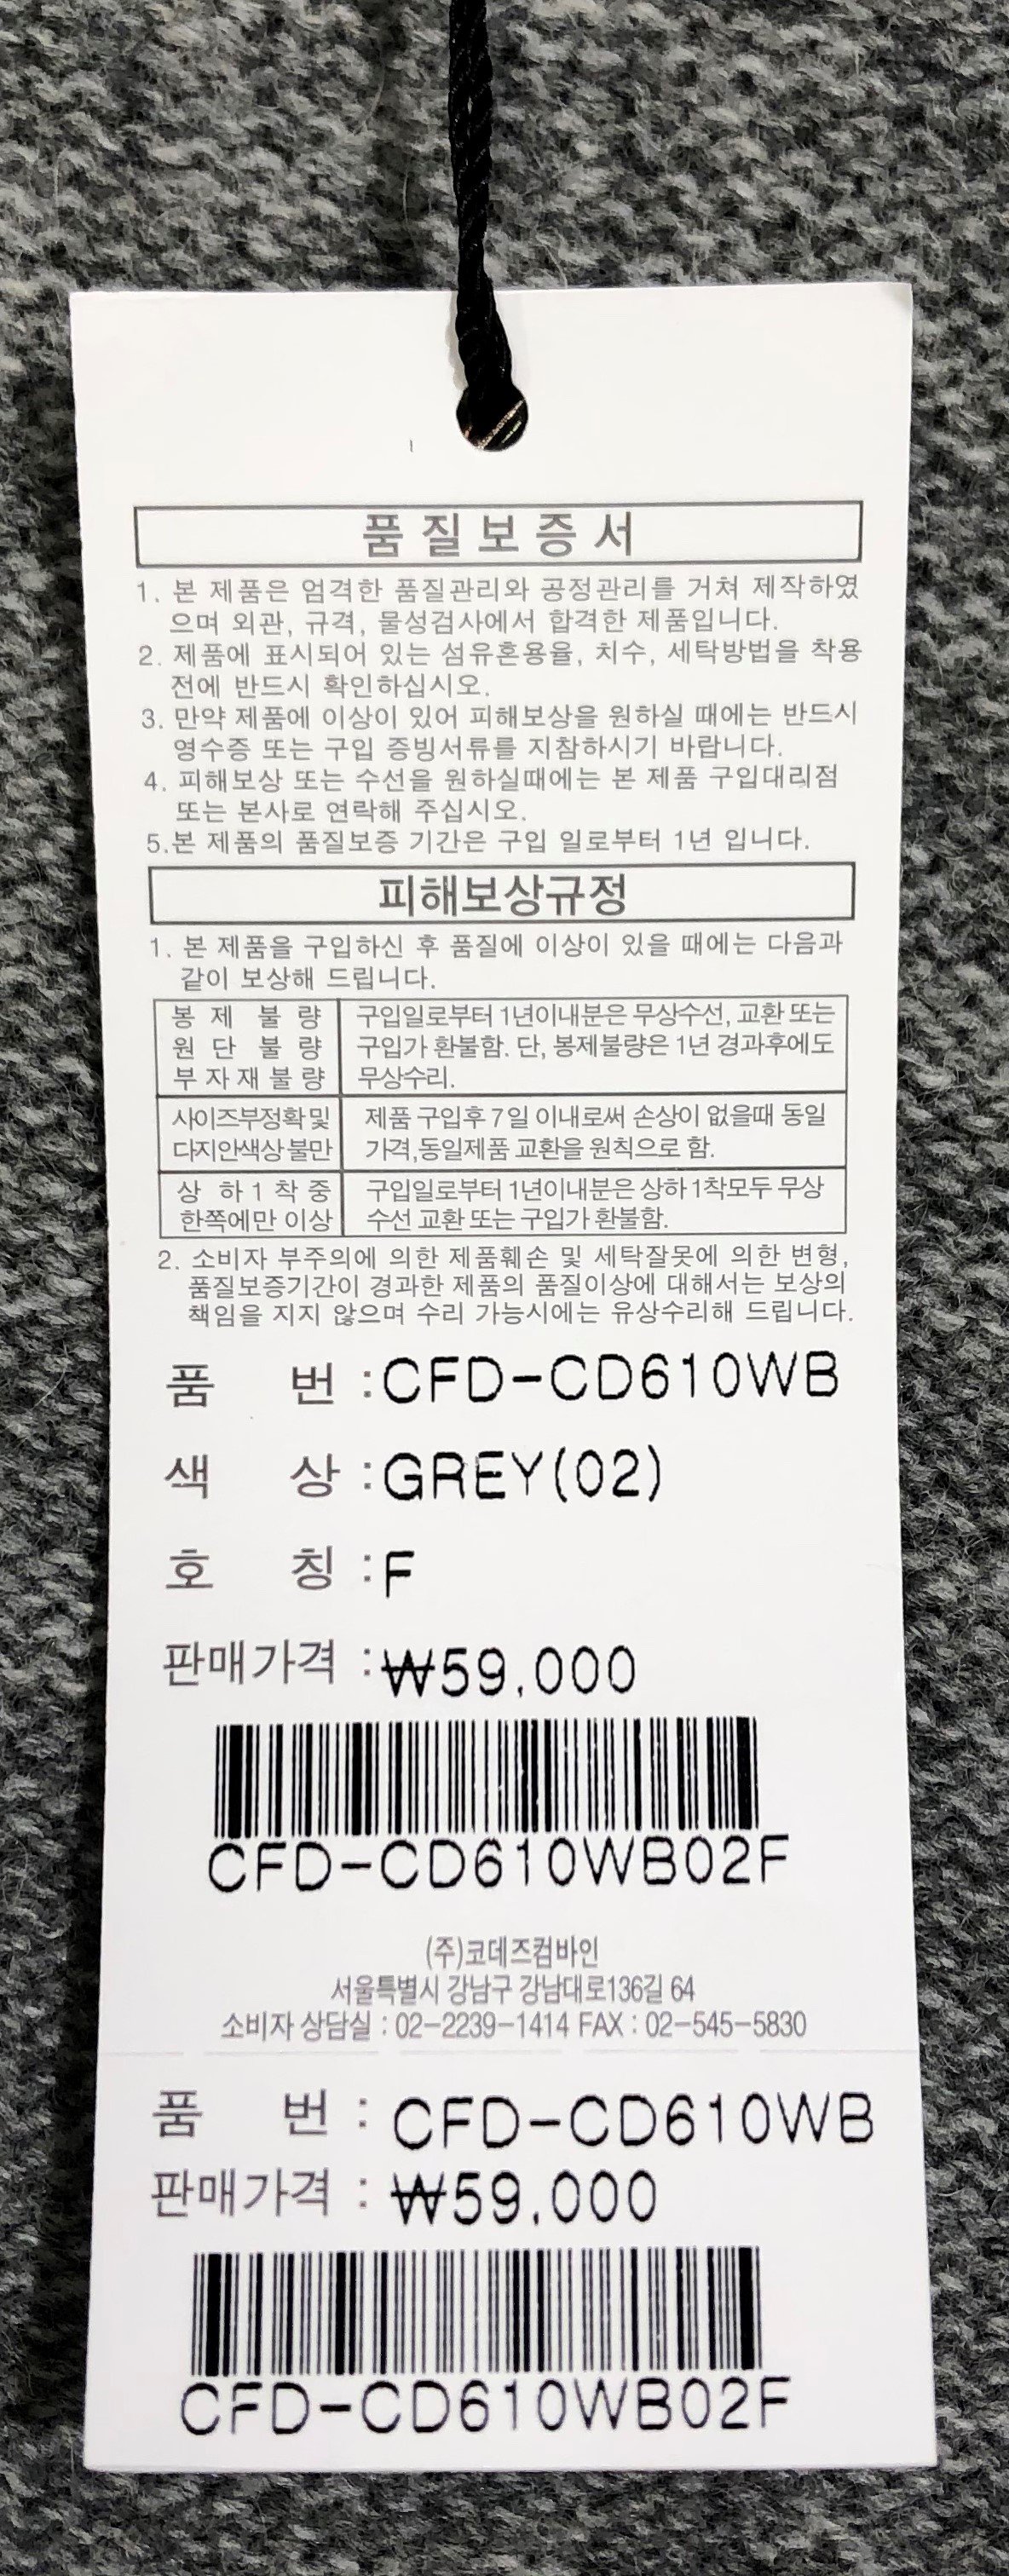 품질보증서
1. 본 제품은 엄격한 품질관리와 공정관리를 거쳐 제작하였
으며 외관, 규격, 물성검사에서 합격한 제품입니다.
2. 제품에 표시되어 있는 섬유혼용율, 치수, 세탁방법을 착용
전에 반드시 확인하십시오.
3. 만약 제품에 이상이 있어 피해보상을 원하실 때에는 반드시
영수증 또는 구입 증빙서류를 지참하시기 바랍니다.
4. 피해보상 또는 수선을 원하실때에는 본 제품 구입대리점
또는 본사로 연락해 주십시오.
5.본 제품의 품질보증 기간은 구입 일로부터 1년 입니다.
피해보상규정
1. 본 제품을 구입하신 후 품질에 이상이 있을 때에는 다음과
같이 보상해 드립니다.
봉 제 불 량
원 단 불 량
부 자 재 불 량
구입일로부터 1년이내분은 무상수선, 교환 또는
구입가 환불함. 단, 봉제불량은 1년 경과후에도
무상수리.
사이즈부정확및
다지안색상불만
제품 구입후 7일 이내로써 손상이 없을때 동일
가격,동일제품 교환을 원칙으로 함.
상 하 1 착 중
한쪽에만 이상
구입일로부터 1년이내분은 상하 1착모두 무상
수선 교환 또는 구입가 환불함.
2. 소비자 부주의에 의한 제품훼손 및 세탁잘못에 의한 변형,
품질보증기간이 경과한 제품의 품질이상에 대해서는 보상의
책임을 지지 않으며 수리 가능시에는 유상수리해 드립니다.
품 번 :CFD-CD610WB
색 상 :GREY(02)
호 칭 :F
판매가격 :₩59,000
CFD-CD610WB02F
(주)코데즈컴바인
서울특별시 강남구 강남대로136길 64
소비자 상담실 : 02-2239-1414 FAX : 02-545-5830
품 번 : CFD-CD610WB
판매가격 : ₩59,000
CFD-CD610WB02F